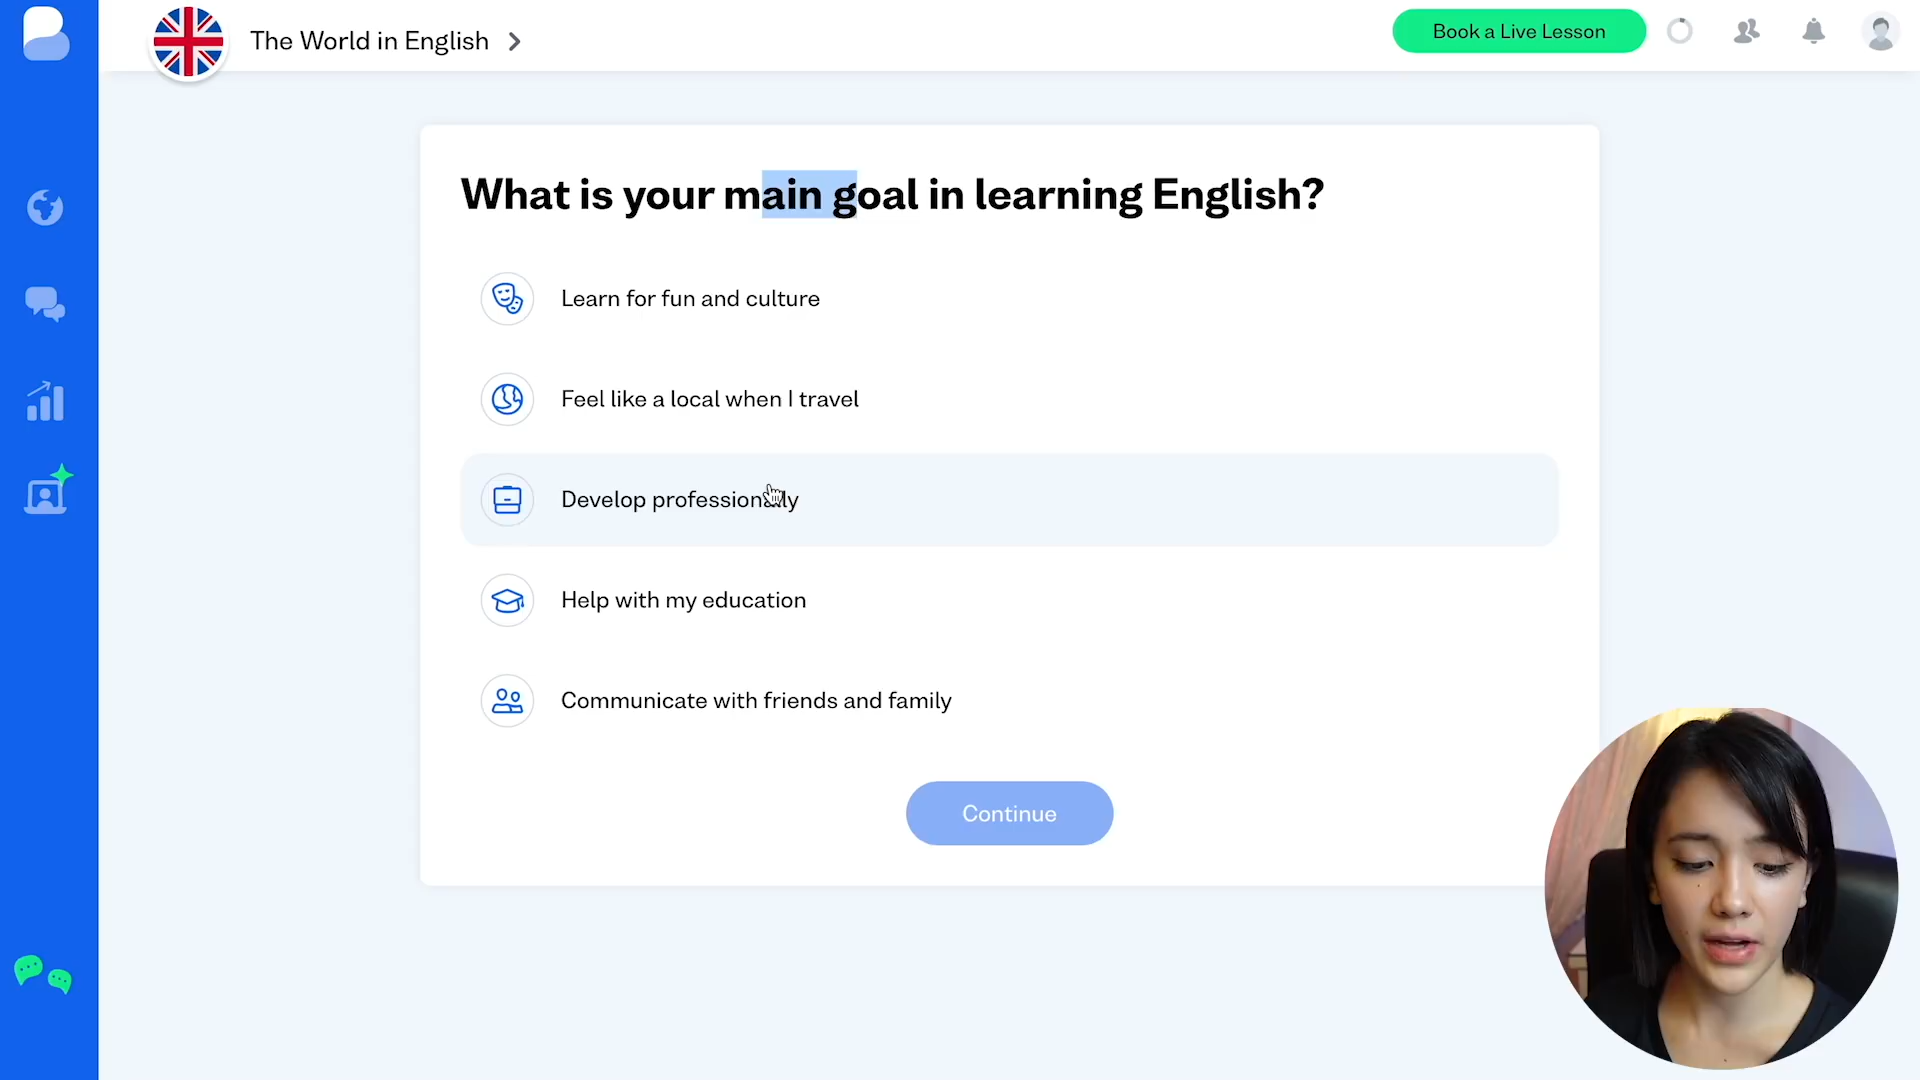 The World in English
Book a Live Lesson
What is your main goal in learning English?
Learn for fun and culture
Feel like a local when I travel
Develop professionally
Help with my education
Communicate with friends and family
Continue